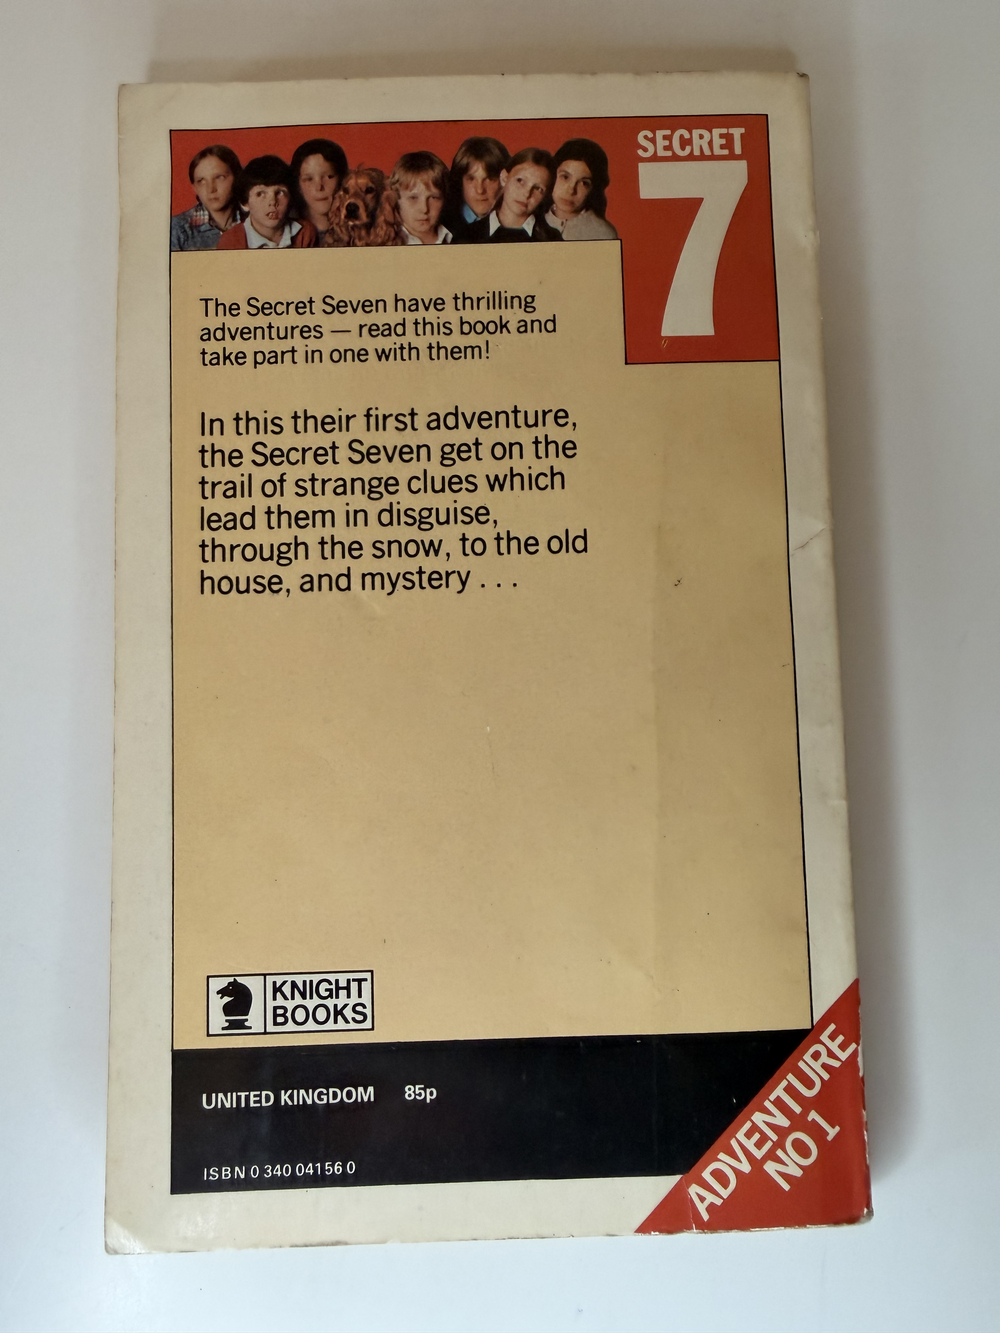 SECRET
7
The Secret Seven have thrilling
adventures — read this book and
take part in one with them!
In this their first adventure,
the Secret Seven get on the
trail of strange clues which
lead them in disguise,
through the snow, to the old
house, and mystery . . .
KNIGHT
BOOKS
UNITED KINGDOM 85p
ISBN 0 340 04156 0
ADVENTURE
NO 1